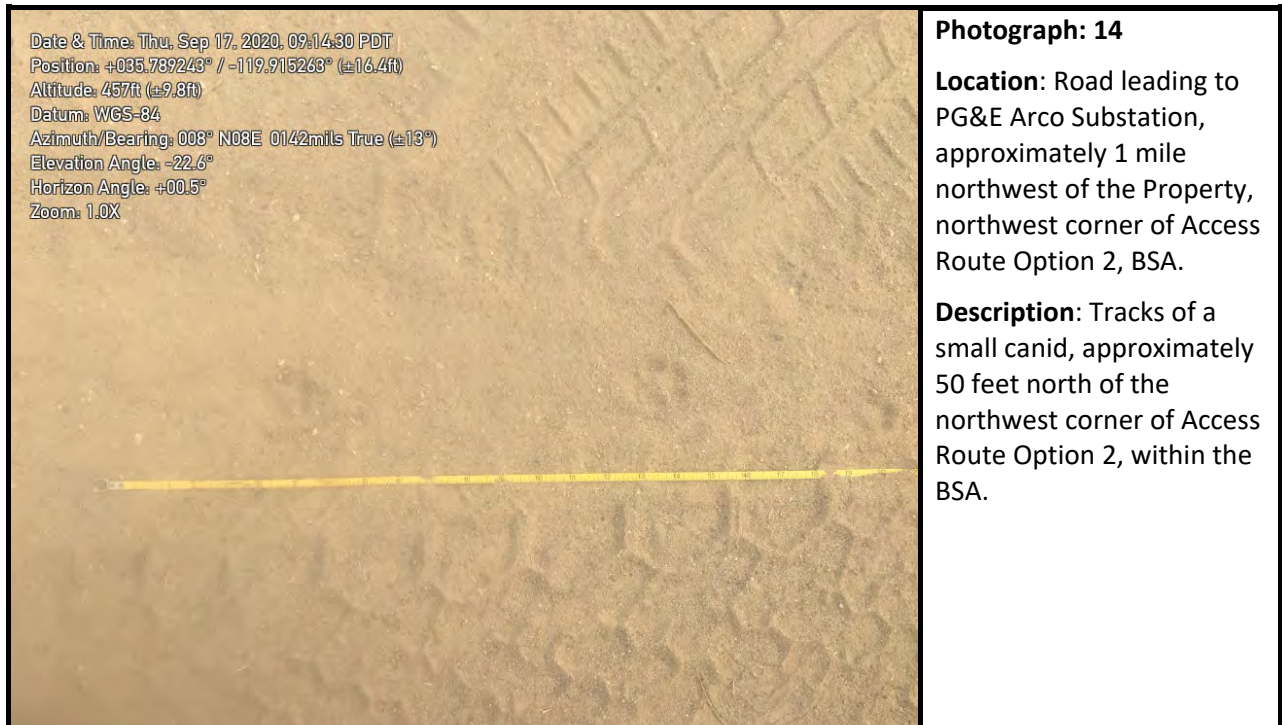 Date & Time: Thu, Sep 17, 2020, 09:14:30 PDT
Position: +035.789243° / -119.915263° (±16.4ft)
Altitude: 457ft (±9.8ft)
Datum: WGS-84
Azimuth/Bearing: 008° N08E 0142mils True (±13°)
Elevation Angle: -22.6°
Horizon Angle: +00.5°
Zoom: 1.0X
Photograph: 14
Location: Road leading to
PG&E Arco Substation,
approximately 1 mile
northwest of the Property,
northwest corner of Access
Route Option 2, BSA.
Description: Tracks of a
small canid, approximately
50 feet north of the
northwest corner of Access
Route Option 2, within the
BSA.